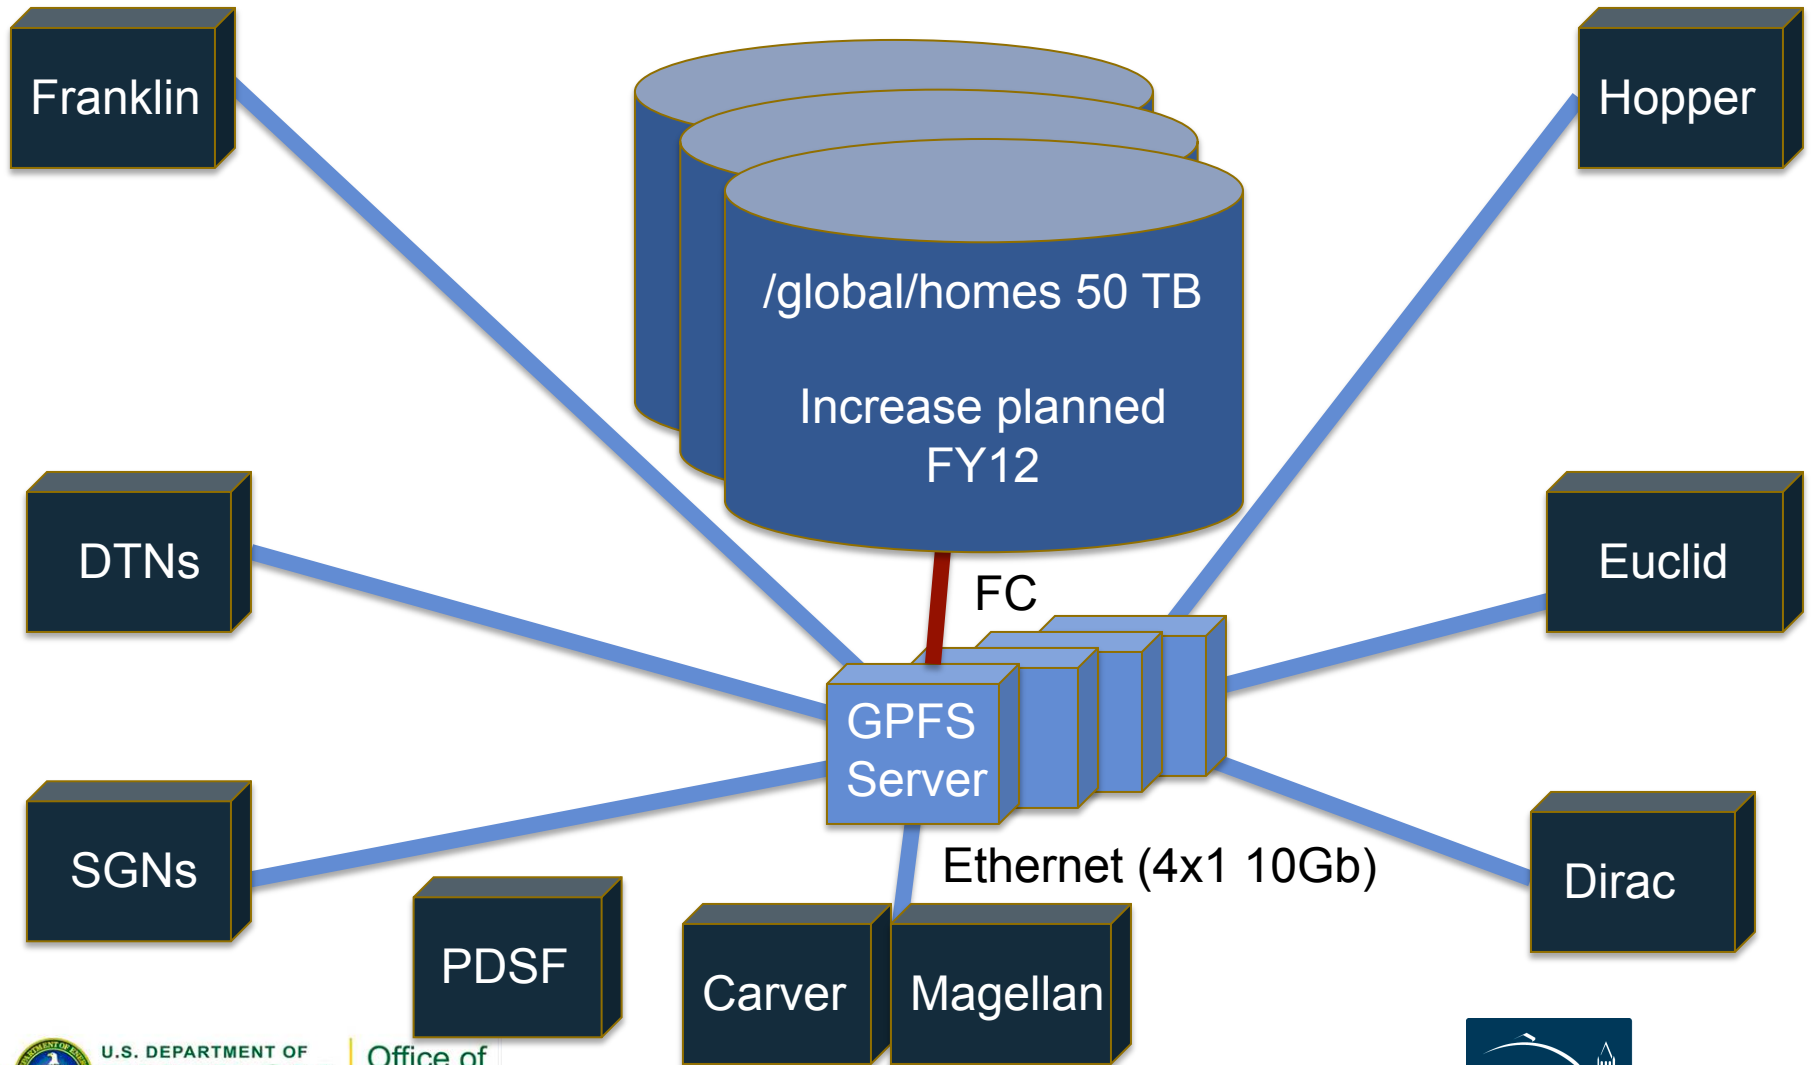 Franklin
Hopper
/global/homes 50 TB
Increase planned
FY12
DTNs
FC
Euclid
GPFS
Server
SGNs
Ethernet (4x1 10Gb)
Dirac
PDSF
Carver
Magellan
U.S. DEPARTMENT OF
Office of